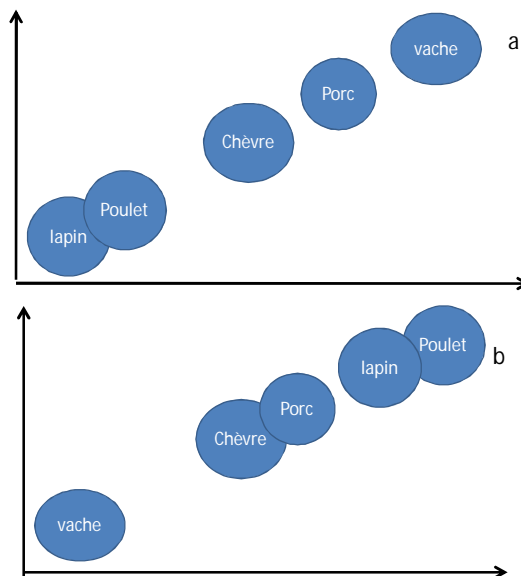 vache
a
Porc
Chèvre
Poulet
lapin
Poulet
b
lapin
Porc
Chèvre
vache